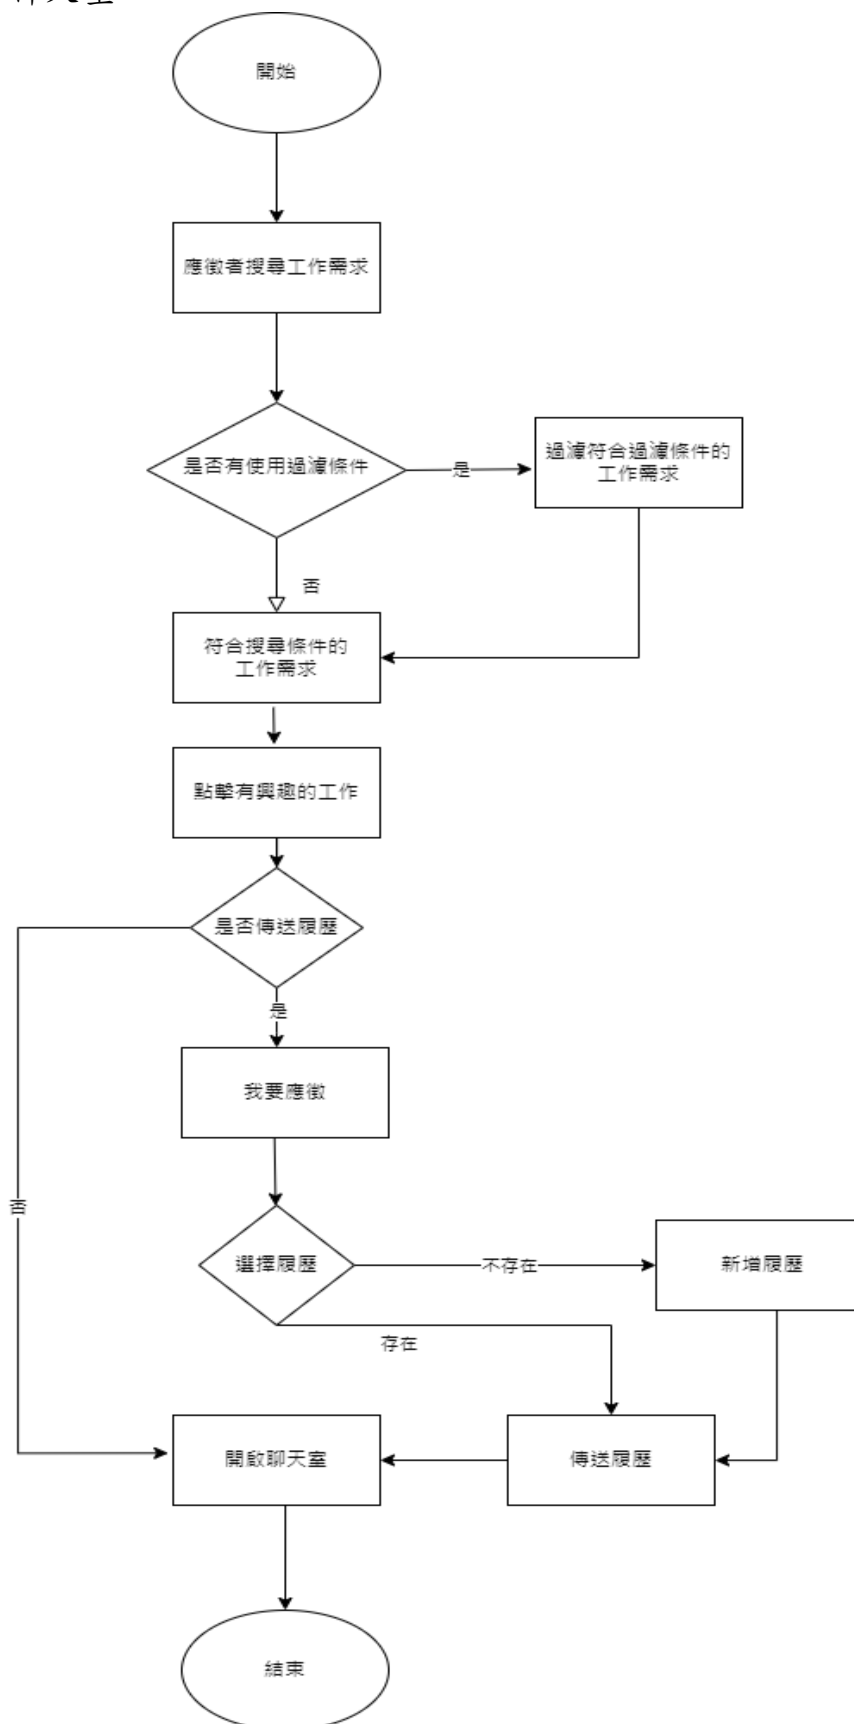 開始
應徵者搜尋工作需求
是否有使用過濾條件
是
過濾符合過濾條件的
工作需求
否
符合搜尋條件的
工作需求
點擊有興趣的工作
是否傳送履歷
是
我要應徵
否
選擇履歷
不存在
新增履歷
存在
開啟聊天室
傳送履歷
結束